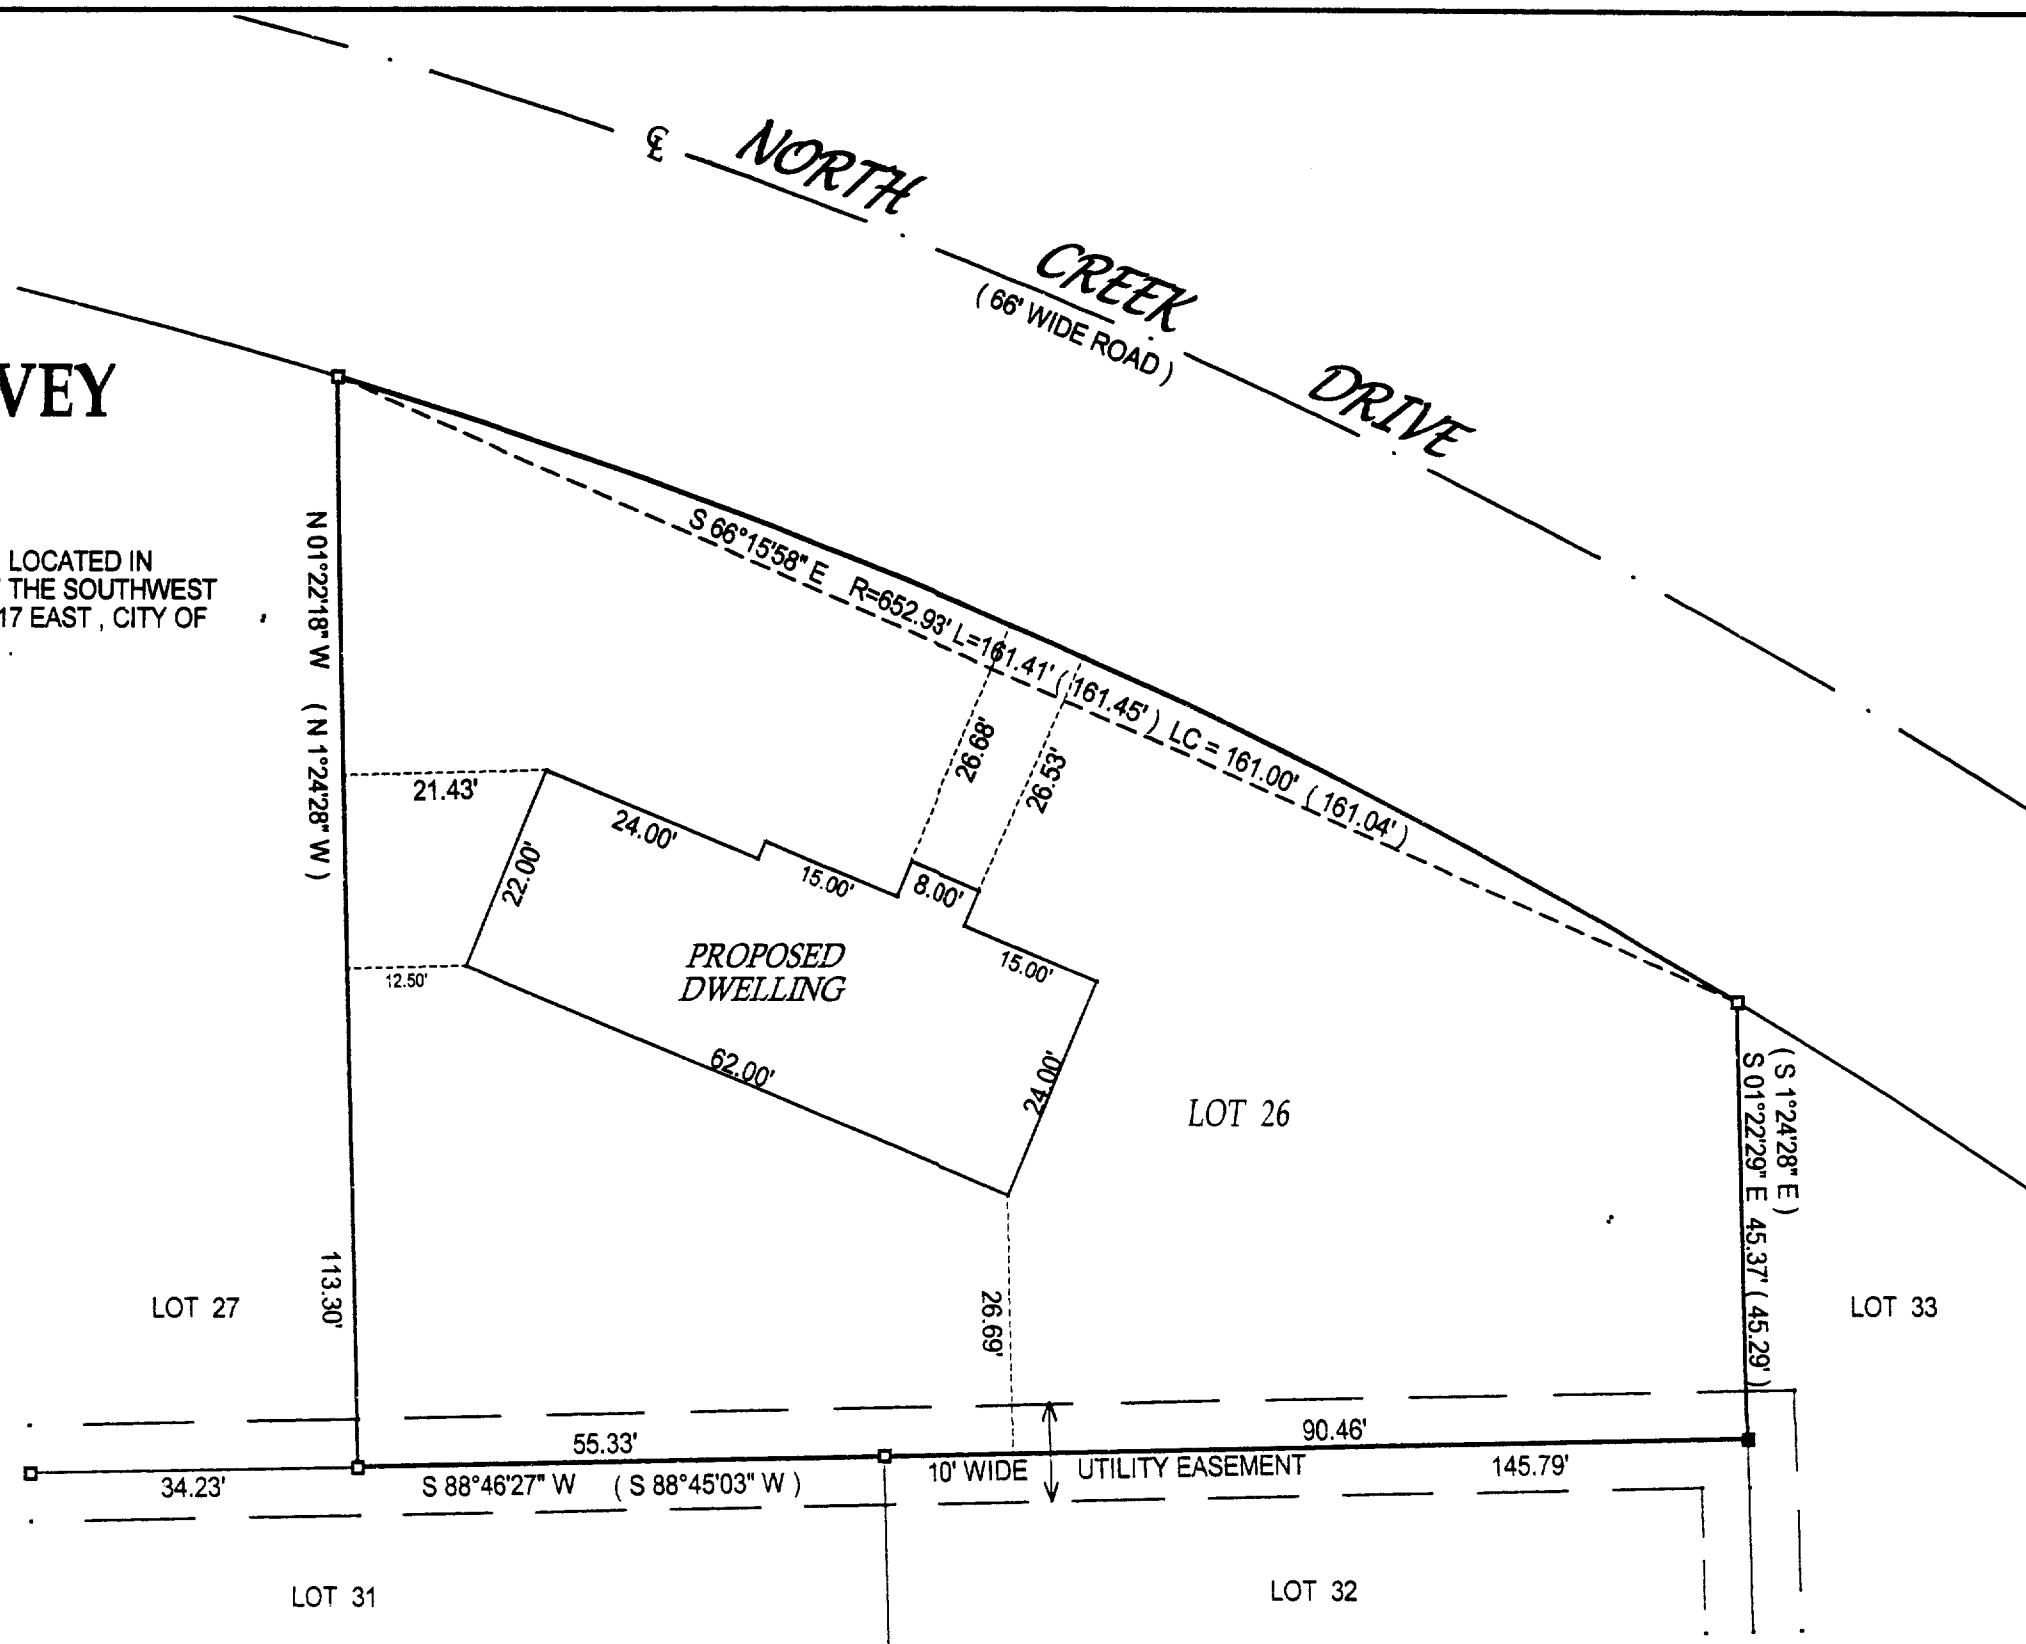 ℄ NORTH CREEK DRIVE
( 66' WIDE ROAD )
VEY
LOCATED IN
THE SOUTHWEST
17 EAST , CITY OF
N 01°22'18" W ( N 1°24'28" W )
113.30'
S 66°15'58" E R=652.93' L=161.41' ( 161.45' ) LC = 161.00' ( 161.04' )
26.68'
26.53'
21.43'
24.00'
22.00'
15.00'
8.00'
15.00'
12.50'
PROPOSED
DWELLING
62.00'
24.00'
LOT 26
( S 1°24'28" E )
S 01°22'29" E 45.37' ( 45.29' )
26.69'
LOT 27
LOT 33
55.33'
90.46'
34.23'
S 88°46'27" W ( S 88°45'03" W )
10' WIDE UTILITY EASEMENT
145.79'
LOT 31
LOT 32